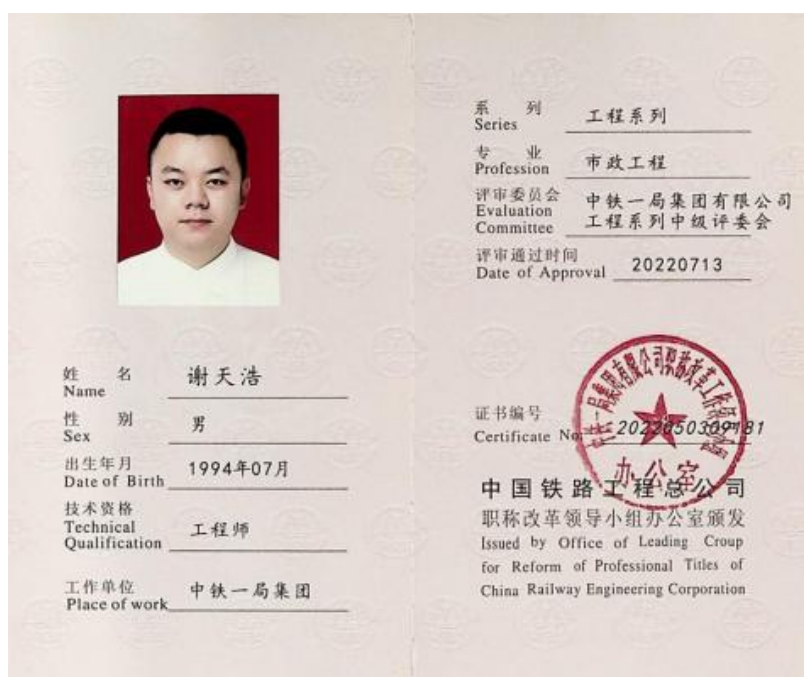 姓 名 谢天浩
Name
性 别 男
Sex
出生年月 1994年07月
Date of Birth
技术资格
Technical 工程师
Qualification
工作单位 中铁一局集团
Place of work
系 列 工程系列
Series
专 业 市政工程
Profession
评审委员会 中铁一局集团有限公司
Evaluation 工程系列中级评委会
Committee
评审通过时间 20220713
Date of Approval
证书编号
Certificate No. 2022050309181
办公室
中国铁路工程总公司
职称改革领导小组办公室颁发
Issued by Office of Leading Croup
for Reform of Professional Titles of
China Railway Engineering Corporation